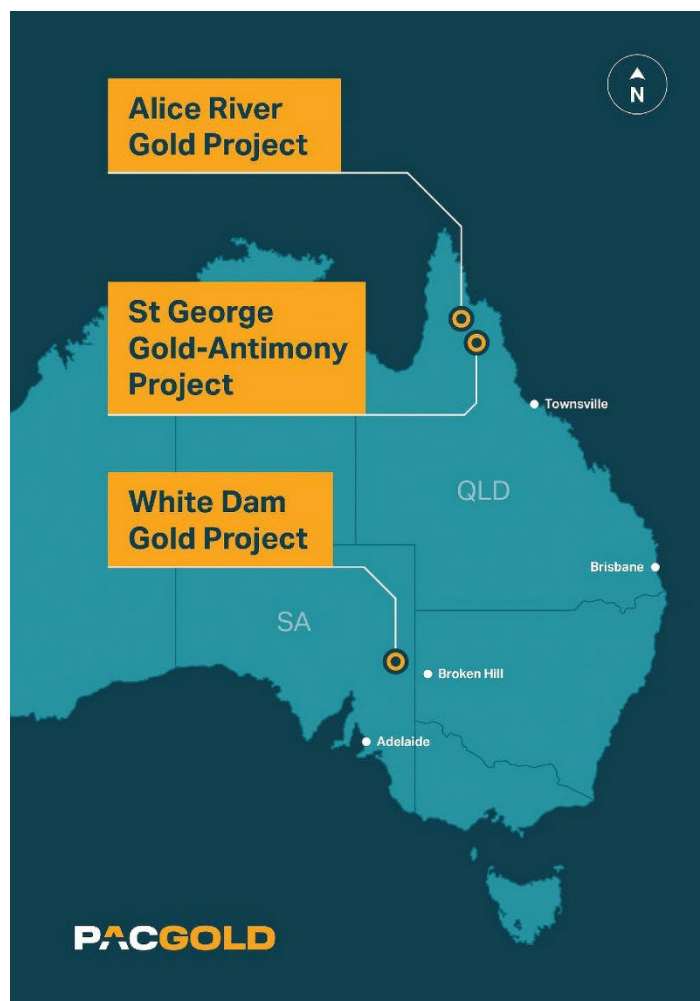 Alice River
Gold Project
N
St George
Gold-Antimony
Project
Townsville
QLD
White Dam
Gold Project
Brisbane
SA
Broken Hill
Adelaide
PACGOLD